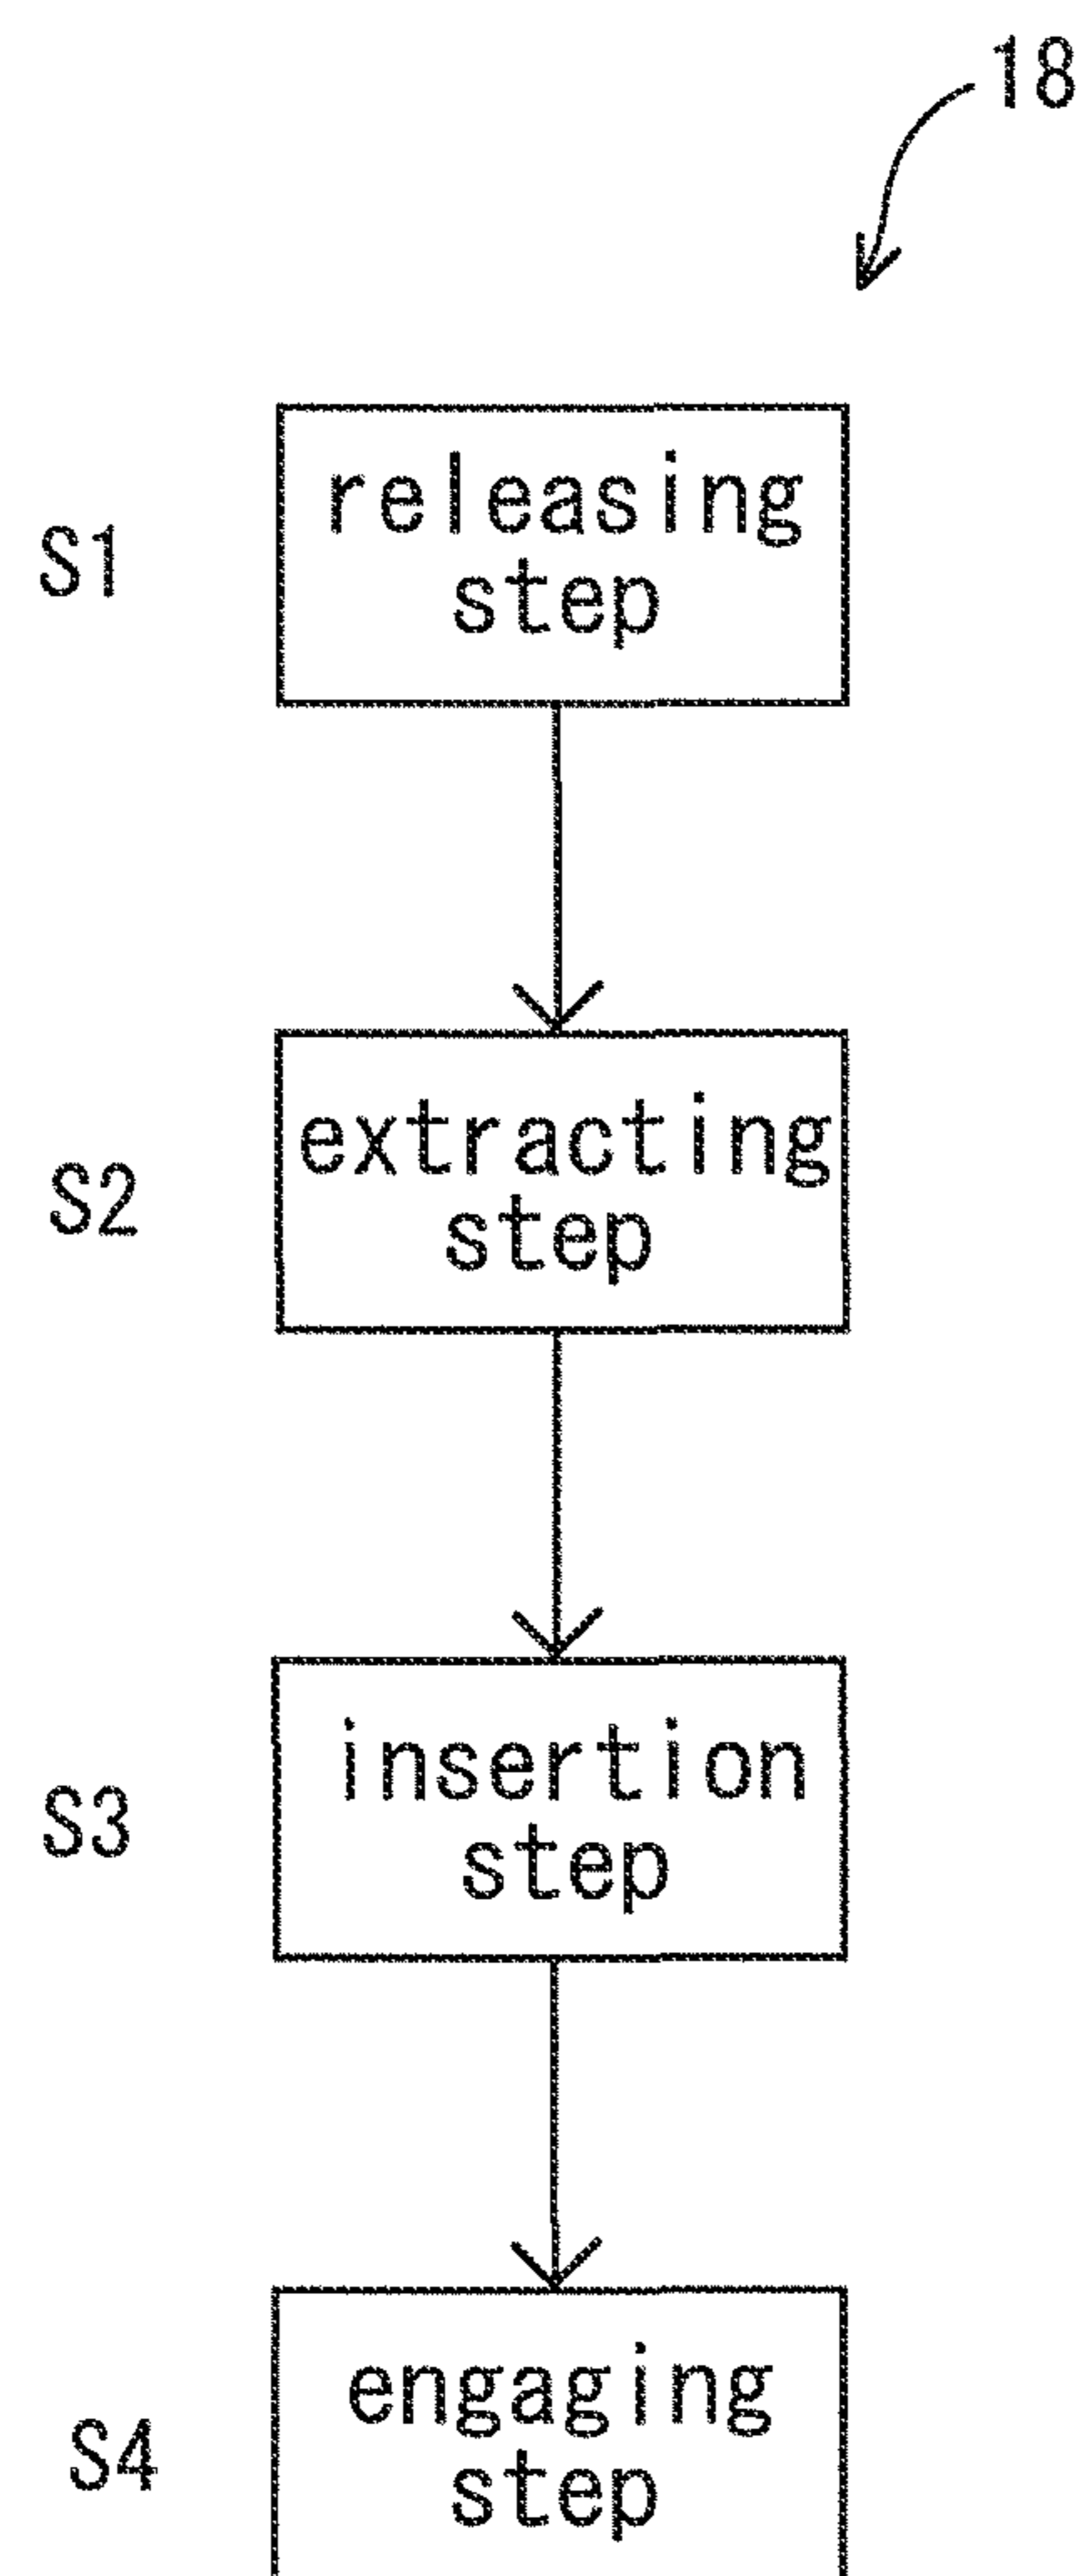 18
S1
releasing
step
S2
extracting
step
S3
insertion
step
S4
engaging
step